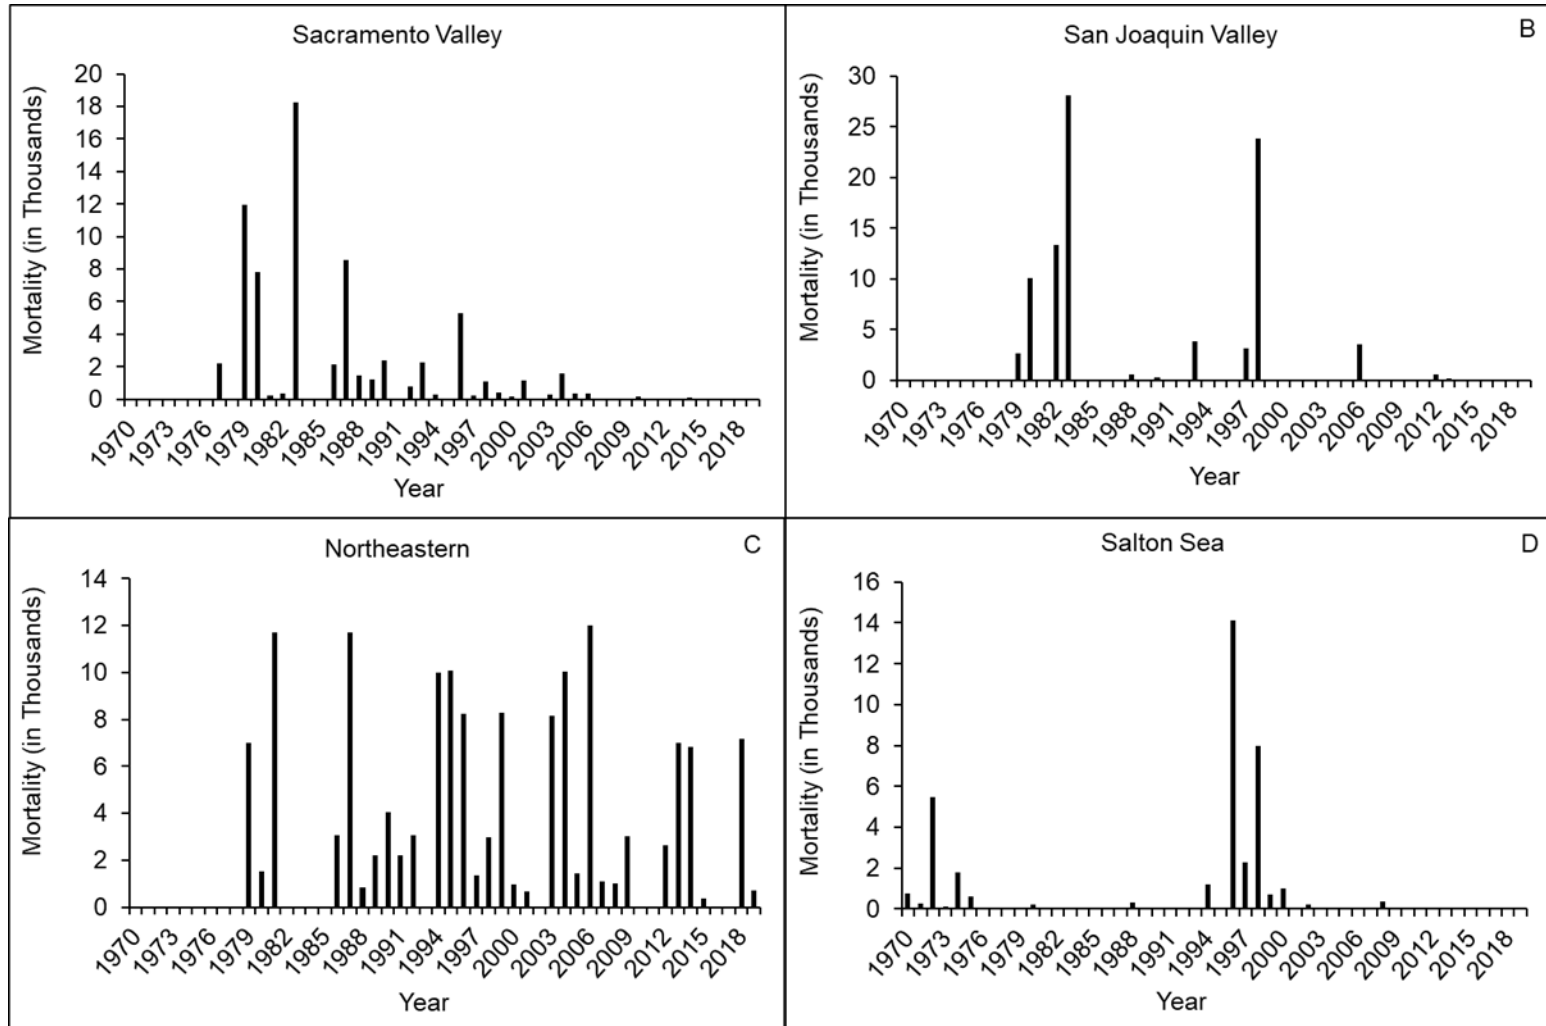 Sacramento Valley
Mortality (in Thousands)
20
18
16
14
12
10
8
6
4
2
0
1970 1973 1976 1979 1982 1985 1988 1991 1994 1997 2000 2003 2006 2009 2012 2015 2018
Year
San Joaquin Valley B
Mortality (in Thousands)
30
25
20
15
10
5
0
1970 1973 1976 1979 1982 1985 1988 1991 1994 1997 2000 2003 2006 2009 2012 2015 2018
Year
Northeastern C
Mortality (in Thousands)
14
12
10
8
6
4
2
0
1970 1973 1976 1979 1982 1985 1988 1991 1994 1997 2000 2003 2006 2009 2012 2015 2018
Year
Salton Sea D
Mortality (in Thousands)
16
14
12
10
8
6
4
2
0
1970 1973 1976 1979 1982 1985 1988 1991 1994 1997 2000 2003 2006 2009 2012 2015 2018
Year